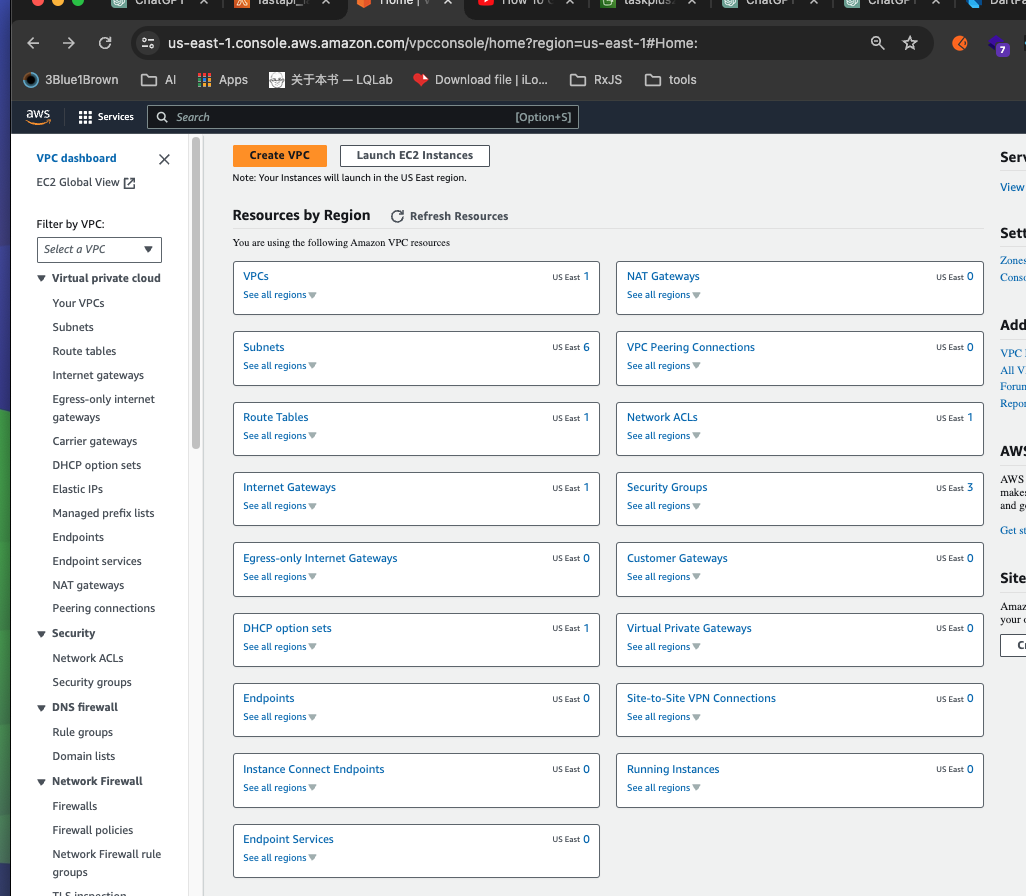 ChatGPT
fastapi_
Home | V
How To
taskplus
ChatGPT
ChatGPT
DartPa
us-east-1.console.aws.amazon.com/vpcconsole/home?region=us-east-1#Home:
7
3Blue1Brown
AI
Apps
关于本书 — LQLab
Download file | iLo...
RxJS
tools
aws
Services
Search
[Option+S]
VPC dashboard
EC2 Global View
Filter by VPC:
Select a VPC
Virtual private cloud
Your VPCs
Subnets
Route tables
Internet gateways
Egress-only internet
gateways
Carrier gateways
DHCP option sets
Elastic IPs
Managed prefix lists
Endpoints
Endpoint services
NAT gateways
Peering connections
Security
Network ACLs
Security groups
DNS firewall
Rule groups
Domain lists
Network Firewall
Firewalls
Firewall policies
Network Firewall rule
groups
TLS inspection
Create VPC
Launch EC2 Instances
Note: Your Instances will launch in the US East region.
Resources by Region
Refresh Resources
You are using the following Amazon VPC resources
VPCs
US East 1
See all regions
NAT Gateways
US East 0
See all regions
Subnets
US East 6
See all regions
VPC Peering Connections
US East 0
See all regions
Route Tables
US East 1
See all regions
Network ACLs
US East 1
See all regions
Internet Gateways
US East 1
See all regions
Security Groups
US East 3
See all regions
Egress-only Internet Gateways
US East 0
See all regions
Customer Gateways
US East 0
See all regions
DHCP option sets
US East 1
See all regions
Virtual Private Gateways
US East 0
See all regions
Endpoints
US East 0
See all regions
Site-to-Site VPN Connections
US East 0
See all regions
Instance Connect Endpoints
US East 0
See all regions
Running Instances
US East 0
See all regions
Endpoint Services
US East 0
See all regions
Serv
View
Sett
Zones
Conso
Add
VPC
All V
Forum
Repor
AWS
AWS
makes
and ge
Get st
Site
Amaz
your o
Cr